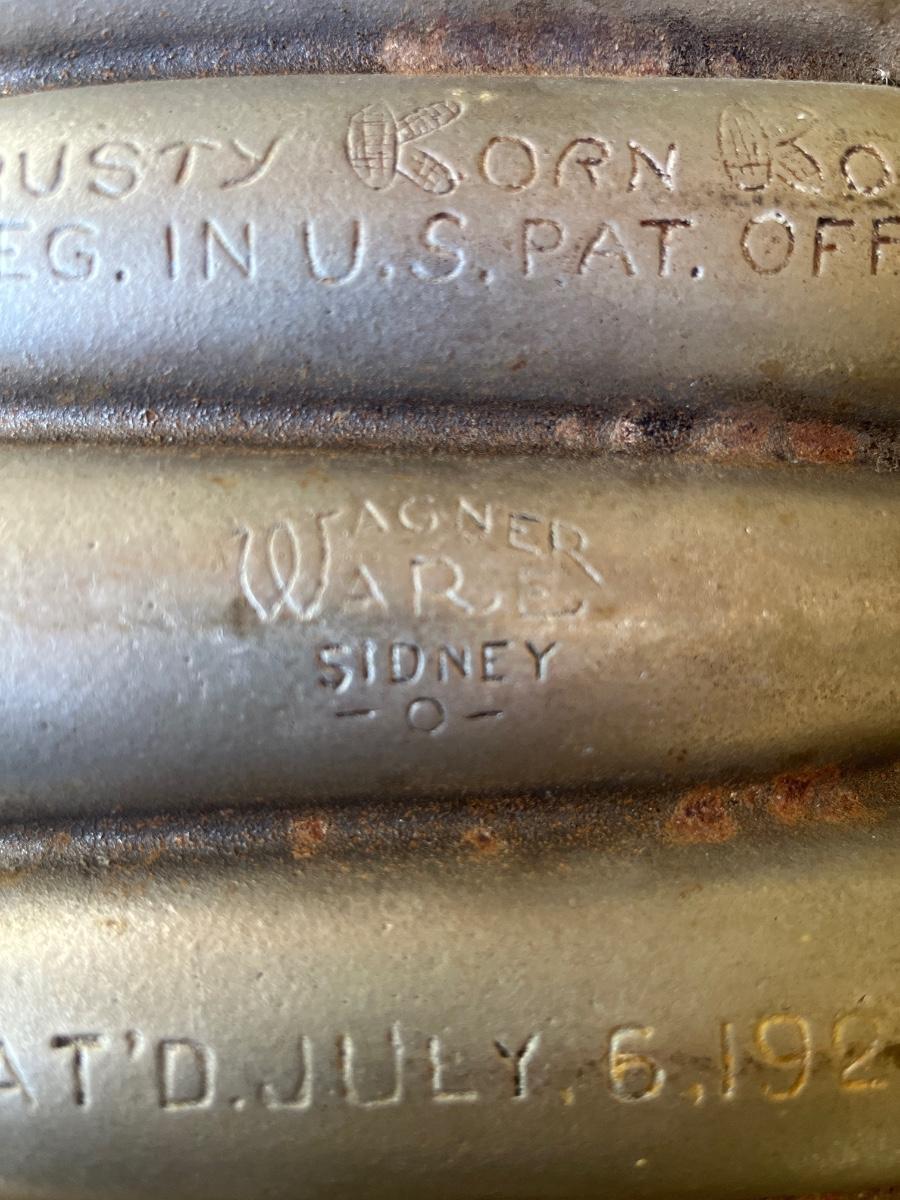 RUSTY KORN KO
EG. IN U.S. PAT. OFF
WAGNER
WARE
SIDNEY
-O-
AT'D. JULY, 6, 192